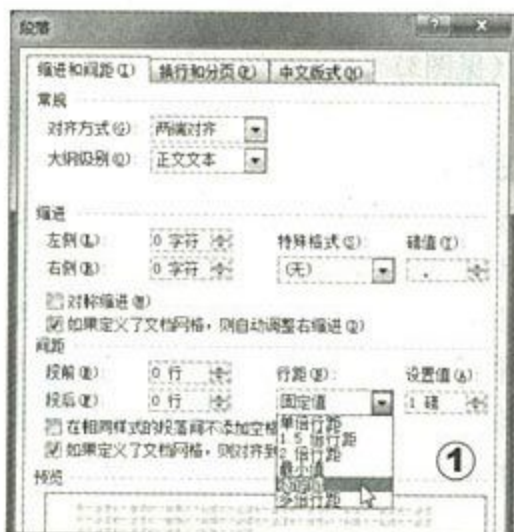 段落
缩进和间距(I) 换行和分页(P) 中文版式(H)
常规
对齐方式(G): 两端对齐
大纲级别(O): 正文文本
缩进
左侧(L): 0 字符 特殊格式(S): 磅值(Y):
右侧(R): 0 字符 (无)
对称缩进(M)
如果定义了文档网格，则自动调整右缩进(D)
间距
段前(B): 0 行 行距(N): 设置值(A):
段后(F): 0 行 固定值 1 磅
在相同样式的段落间不添加空格
如果定义了文档网格，则对齐到
单倍行距
1.5 倍行距
2 倍行距
最小值
固定值
多倍行距
①
预览